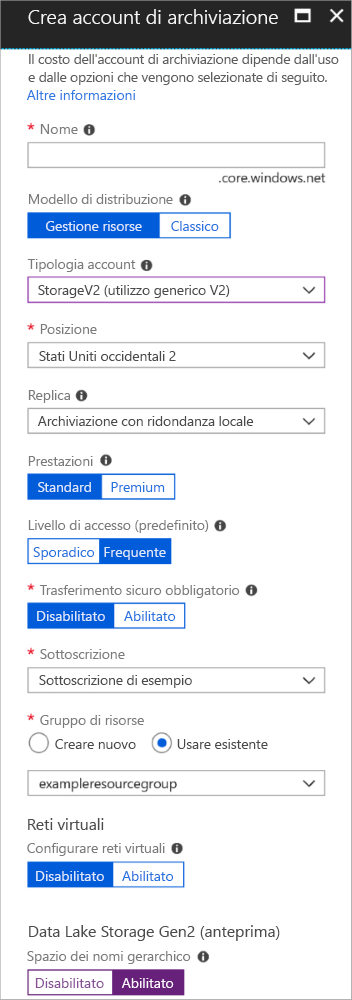 Crea account di archiviazione
Il costo dell'account di archiviazione dipende dall'uso
e dalle opzioni che vengono selezionate di seguito.
Altre informazioni
* Nome
.core.windows.net
Modello di distribuzione
Gestione risorse Classico
Tipologia account
StorageV2 (utilizzo generico V2)
* Posizione
Stati Uniti occidentali 2
Replica
Archiviazione con ridondanza locale
Prestazioni
Standard Premium
Livello di accesso (predefinito)
Sporadico Frequente
* Trasferimento sicuro obbligatorio
Disabilitato Abilitato
* Sottoscrizione
Sottoscrizione di esempio
* Gruppo di risorse
Creare nuovo Usare esistente
exampleresourcegroup
Reti virtuali
Configurare reti virtuali
Disabilitato Abilitato
Data Lake Storage Gen2 (anteprima)
Spazio dei nomi gerarchico
Disabilitato Abilitato